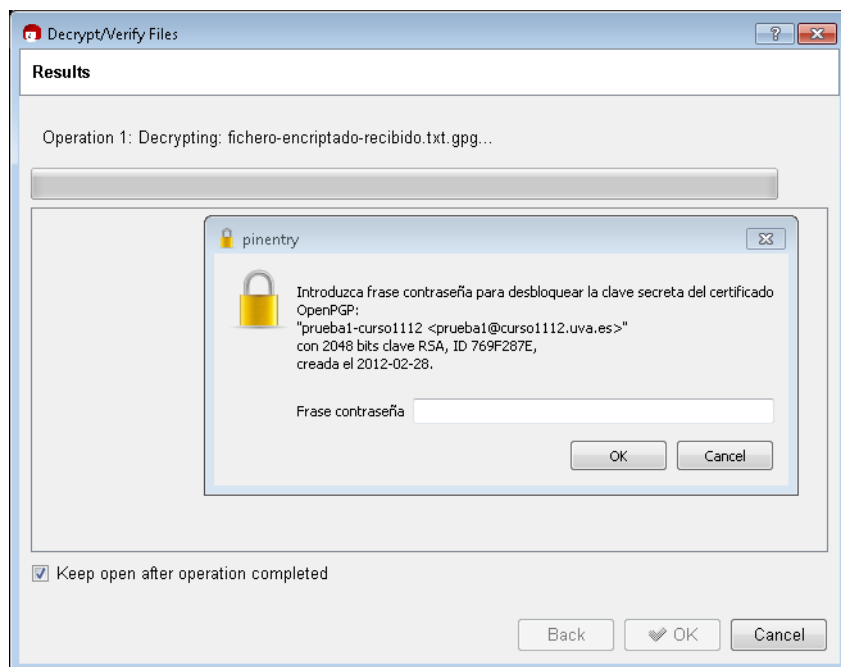 Decrypt/Verify Files
Results
Operation 1: Decrypting: fichero-encriptado-recibido.txt.gpg...
pinentry
Introduzca frase contraseña para desbloquear la clave secreta del certificado
OpenPGP:
"prueba1-curso1112 <prueba1@curso1112.uva.es>"
con 2048 bits clave RSA, ID 769F287E,
creada el 2012-02-28.
Frase contraseña
OK Cancel
Keep open after operation completed
Back OK Cancel